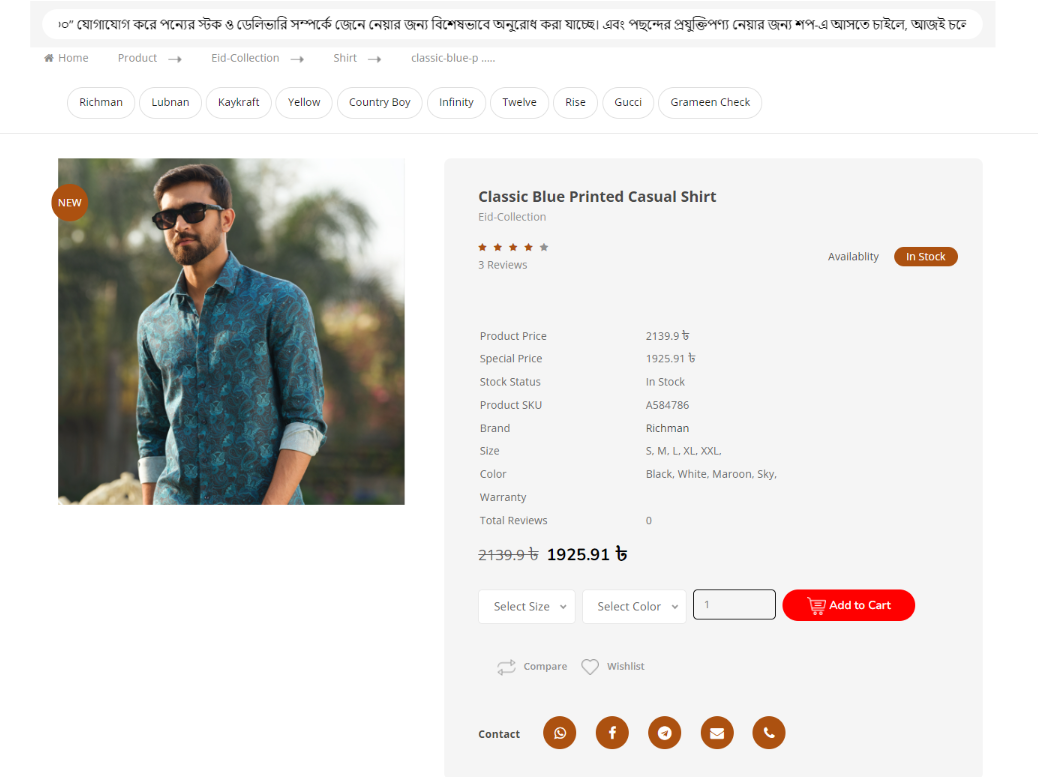 যোগাযোগ করে পন্যের স্টক ও ডেলিভারি সম্পর্কে জেনে নেয়ার জন্য বিশেষভাবে অনুরোধ করা যাচ্ছে। এবং পছন্দের প্রযুক্তিপণ্য নেয়ার জন্য শপ-এ আসতে চাইলে, আজই
Home Product Eid-Collection Shirt classic-blue-p .....
Richman Lubnan Kaykraft Yellow Country Boy Infinity Twelve Rise Gucci Grameen Check
NEW
Classic Blue Printed Casual Shirt
Eid-Collection
3 Reviews
Availablity In Stock
Product Price 2139.9 ৳
Special Price 1925.91 ৳
Stock Status In Stock
Product SKU A584786
Brand Richman
Size S, M, L, XL, XXL,
Color Black, White, Maroon, Sky,
Warranty
Total Reviews 0
2139.9 ৳ 1925.91 ৳
Select Size Select Color 1 Add to Cart
Compare Wishlist
Contact